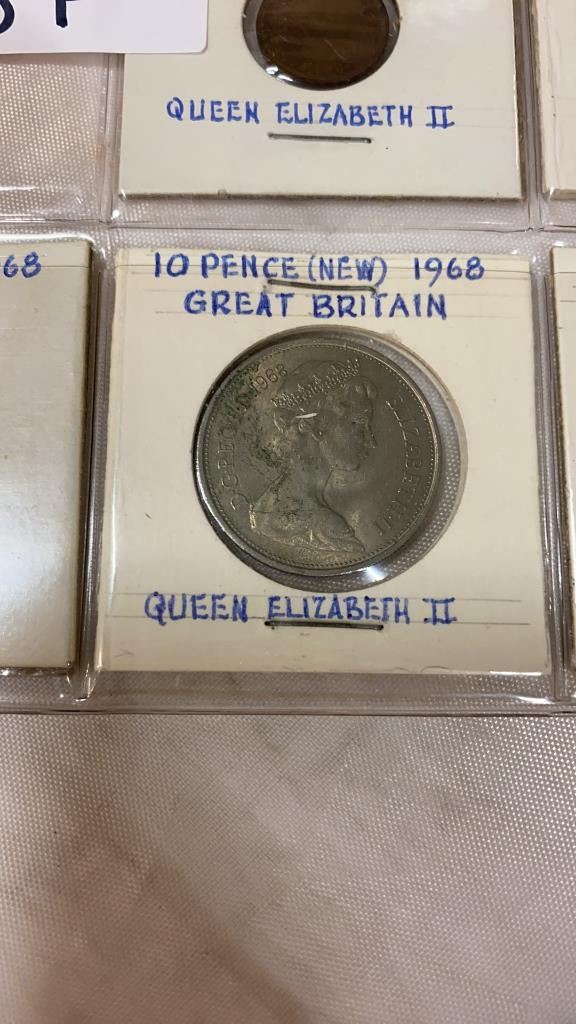 QUEEN ELIZABETH II
68
10 PENCE (NEW) 1968
GREAT BRITAIN
D·G·REG·F·D·1968
ELIZABETH II
QUEEN ELIZABETH II